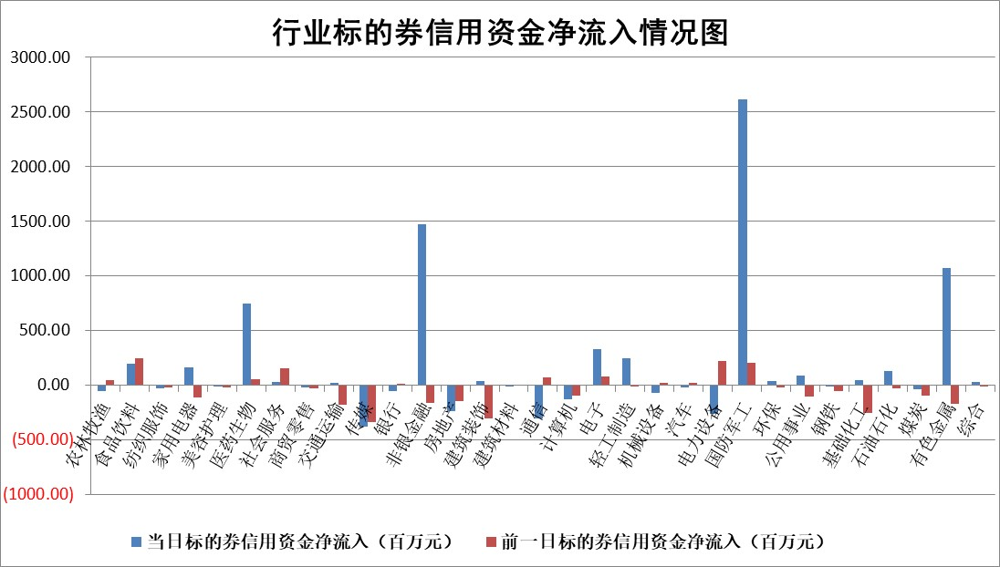 行业标的券信用资金净流入情况图
3000.00
2500.00
2000.00
1500.00
1000.00
500.00
0.00
(500.00)
(1000.00)
农林牧渔
食品饮料
纺织服饰
家用电器
美容护理
医药生物
社会服务
商贸零售
交通运输
传媒
银行
非银金融
房地产
建筑装饰
建筑材料
通信
计算机
电子
轻工制造
机械设备
汽车
电力设备
国防军工
环保
公用事业
钢铁
基础化工
石油石化
煤炭
有色金属
综合
当日标的券信用资金净流入（百万元）
前一日标的券信用资金净流入（百万元）